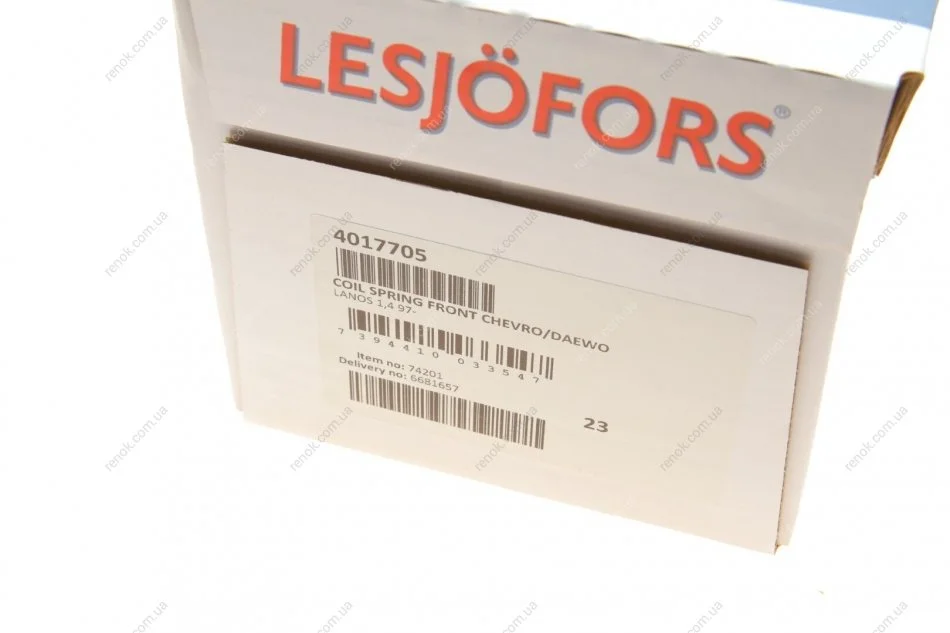 LESJÖFORS®
4017705
COIL SPRING FRONT CHEVRO/DAEWO
LANOS 1,4 97-
7 394410 033547
Item no: 74201
Delivery no: 6681657
23
renok.com.ua